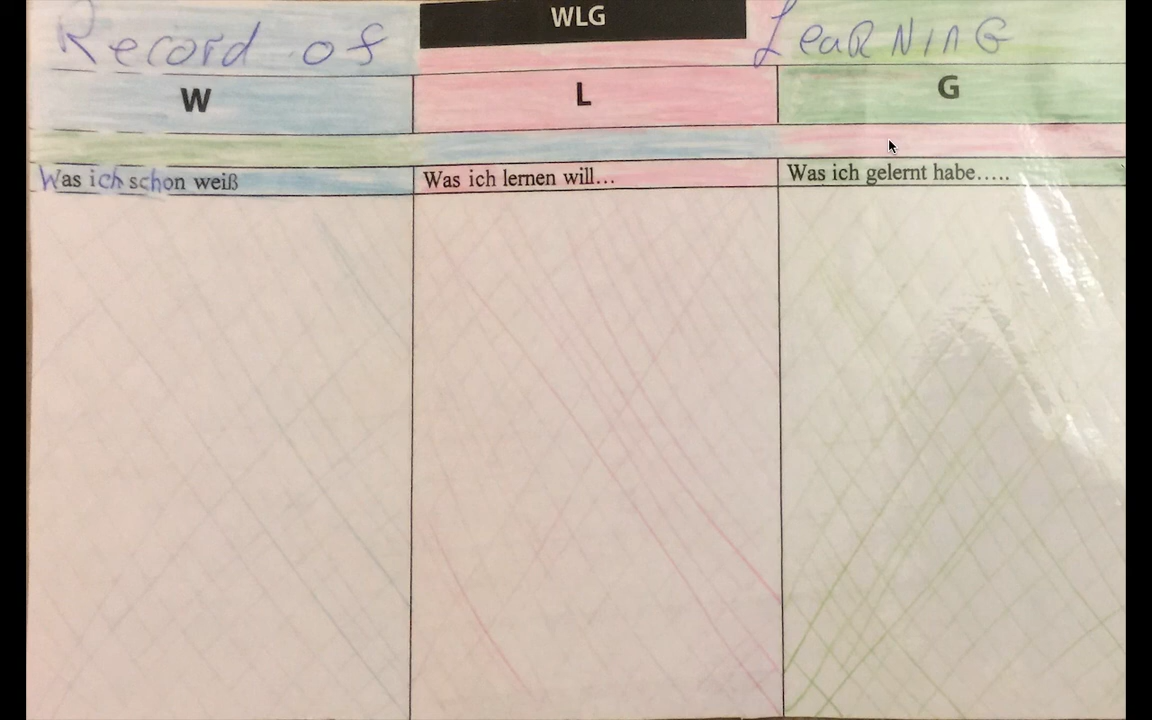 WLG
Record of LeaRNinG
W L G
Was ich schon weiß Was ich lernen will... Was ich gelernt habe.....